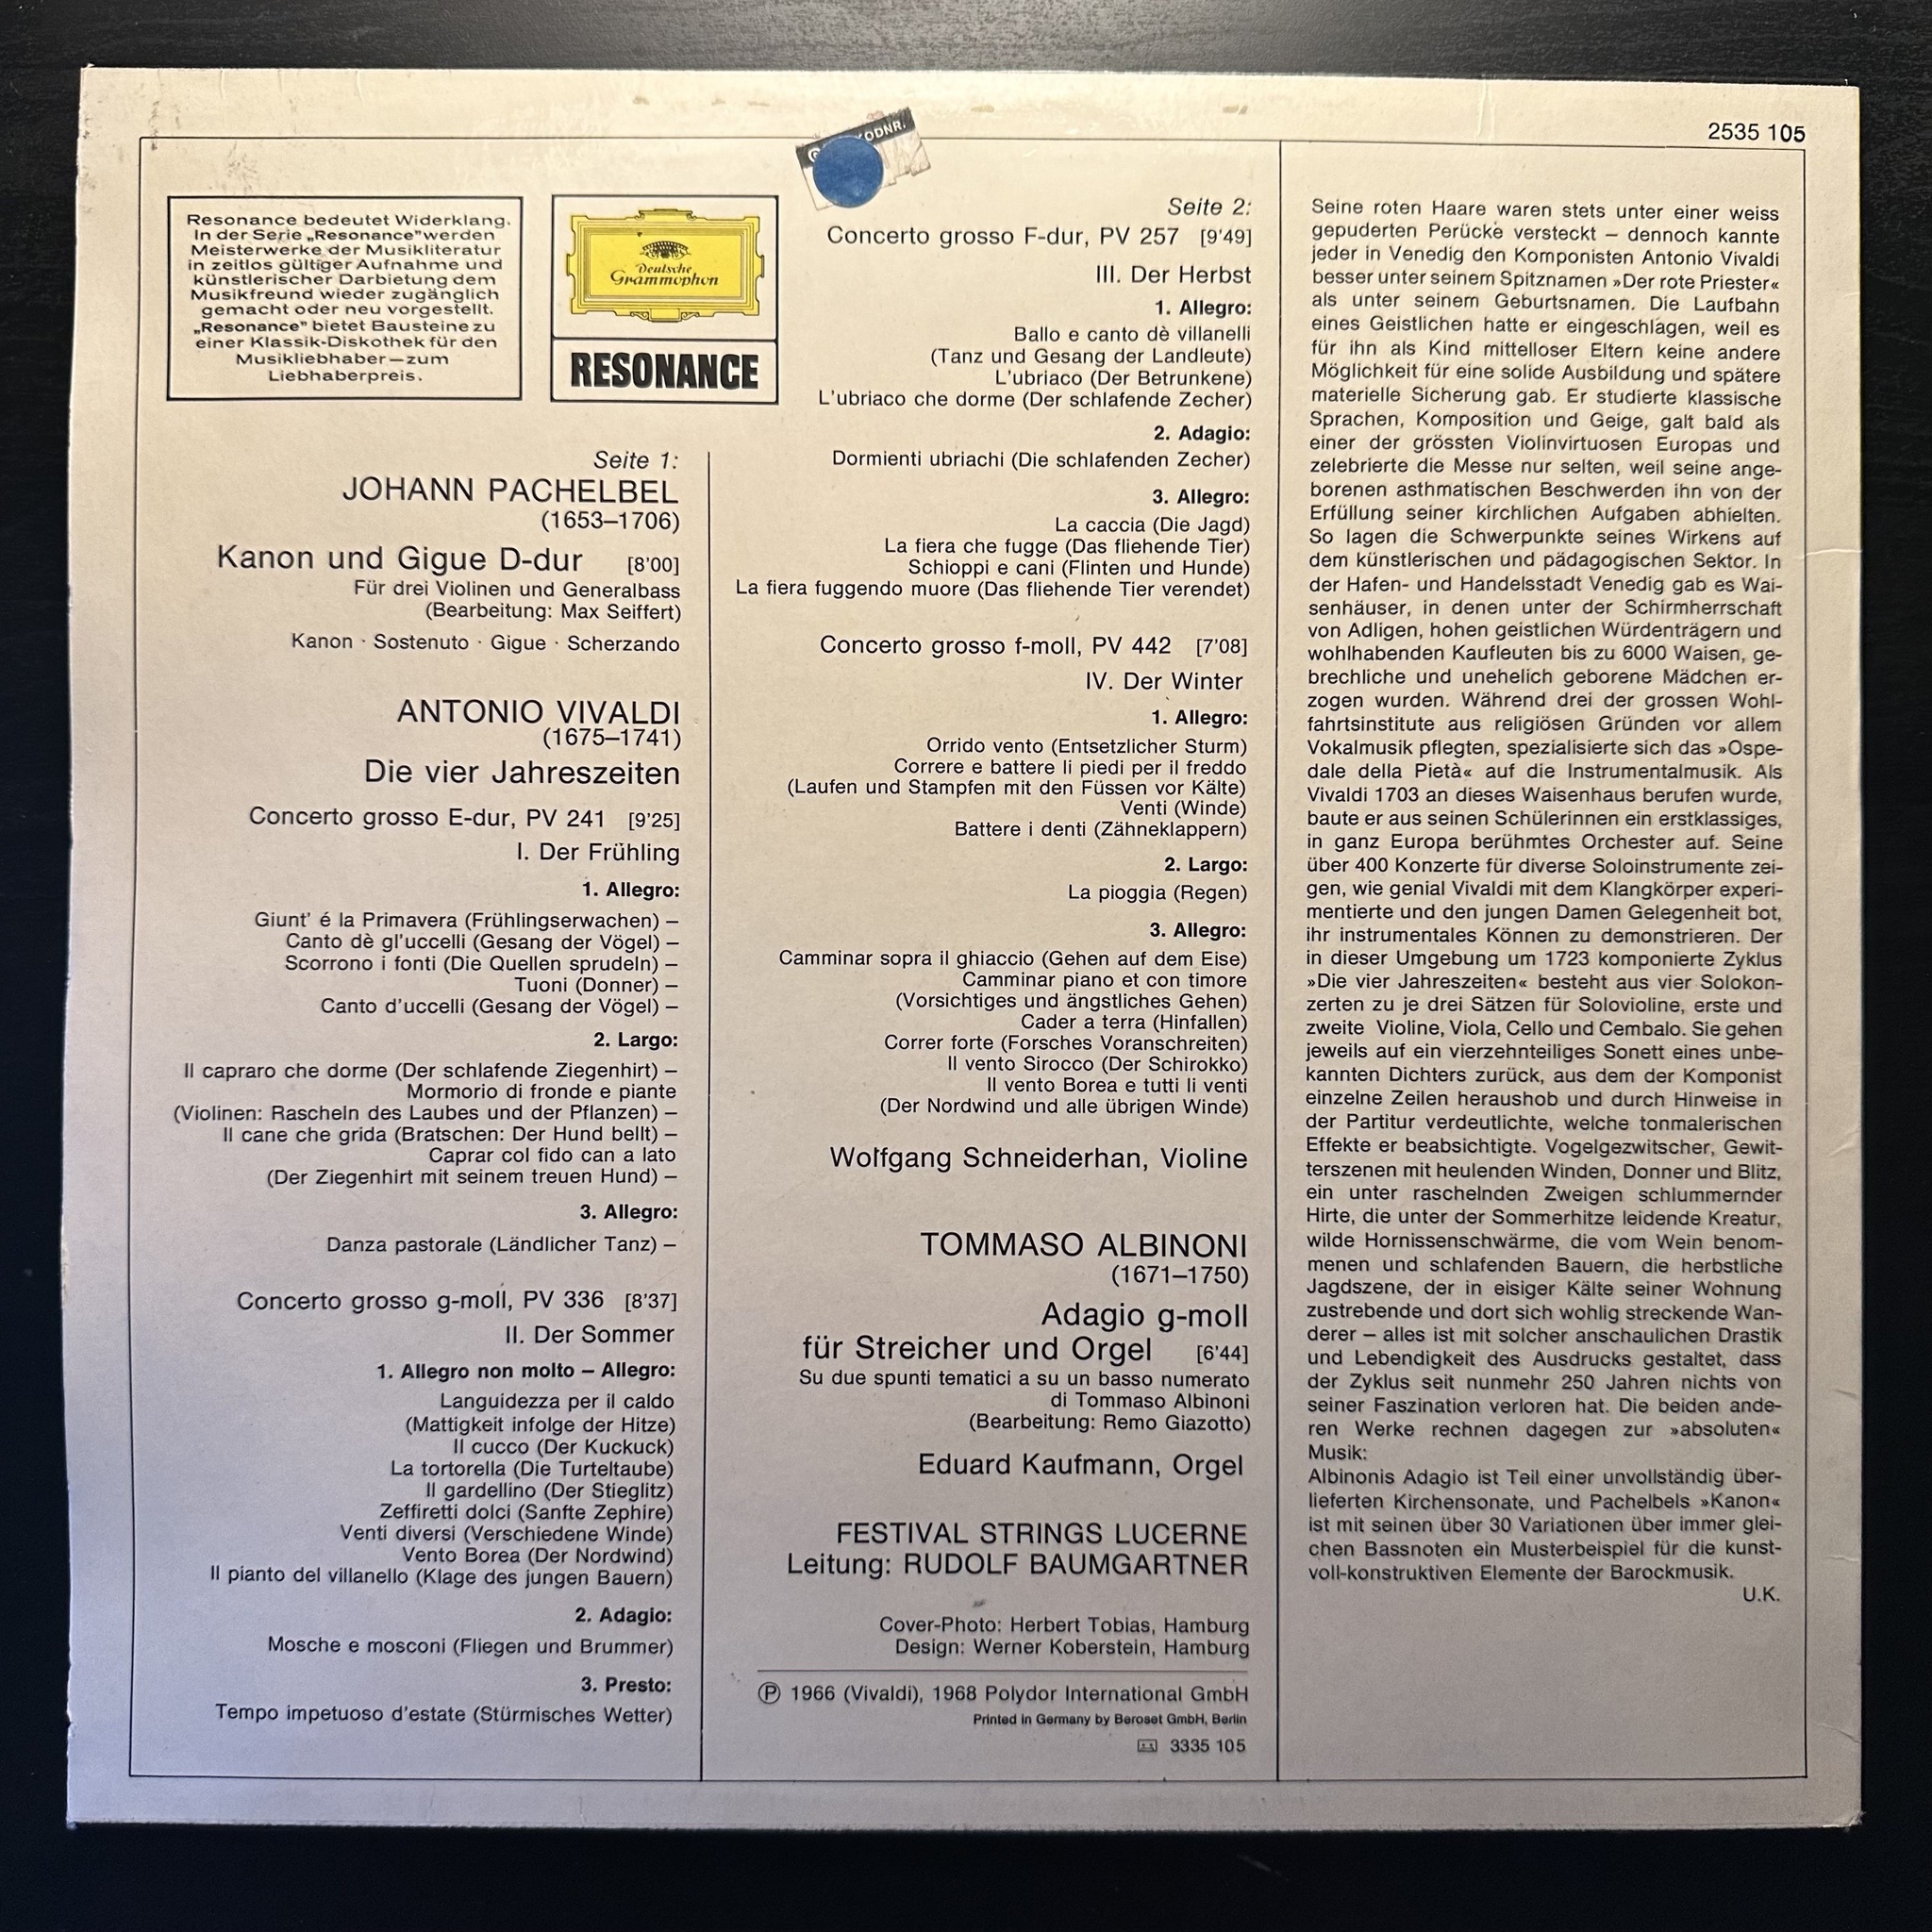 2535 105
ODNR.
Resonance bedeutet Widerklang.
In der Serie „Resonance" werden
Meisterwerke der Musikliteratur
in zeitlos gültiger Aufnahme und
künstlerischer Darbietung dem
Musikfreund wieder zugänglich
gemacht oder neu vorgestellt.
„Resonance" bietet Bausteine zu
einer Klassik-Diskothek für den
Musikliebhaber—zum
Liebhaberpreis.
Deutsche
Grammophon
RESONANCE
Seite 1:
JOHANN PACHELBEL
(1653–1706)
Kanon und Gigue D-dur [8'00]
Für drei Violinen und Generalbass
(Bearbeitung: Max Seiffert)
Kanon · Sostenuto · Gigue · Scherzando
ANTONIO VIVALDI
(1675–1741)
Die vier Jahreszeiten
Concerto grosso E-dur, PV 241 [9'25]
I. Der Frühling
1. Allegro:
Giunt' é la Primavera (Frühlingserwachen) –
Canto dè gl'uccelli (Gesang der Vögel) –
Scorrono i fonti (Die Quellen sprudeln) –
Tuoni (Donner) –
Canto d'uccelli (Gesang der Vögel) –
2. Largo:
Il capraro che dorme (Der schlafende Ziegenhirt) –
Mormorio di fronde e piante
(Violinen: Rascheln des Laubes und der Pflanzen) –
Il cane che grida (Bratschen: Der Hund bellt) –
Caprar col fido can a lato
(Der Ziegenhirt mit seinem treuen Hund) –
3. Allegro:
Danza pastorale (Ländlicher Tanz) –
Concerto grosso g-moll, PV 336 [8'37]
II. Der Sommer
1. Allegro non molto – Allegro:
Languidezza per il caldo
(Mattigkeit infolge der Hitze)
Il cucco (Der Kuckuck)
La tortorella (Die Turteltaube)
Il gardellino (Der Stieglitz)
Zeffiretti dolci (Sanfte Zephire)
Venti diversi (Verschiedene Winde)
Vento Borea (Der Nordwind)
Il pianto del villanello (Klage des jungen Bauern)
2. Adagio:
Mosche e mosconi (Fliegen und Brummer)
3. Presto:
Tempo impetuoso d'estate (Stürmisches Wetter)
Seite 2:
Concerto grosso F-dur, PV 257 [9'49]
III. Der Herbst
1. Allegro:
Ballo e canto dè villanelli
(Tanz und Gesang der Landleute)
L'ubriaco (Der Betrunkene)
L'ubriaco che dorme (Der schlafende Zecher)
2. Adagio:
Dormienti ubriachi (Die schlafenden Zecher)
3. Allegro:
La caccia (Die Jagd)
La fiera che fugge (Das fliehende Tier)
Schioppi e cani (Flinten und Hunde)
La fiera fuggendo muore (Das fliehende Tier verendet)
Concerto grosso f-moll, PV 442 [7'08]
IV. Der Winter
1. Allegro:
Orrido vento (Entsetzlicher Sturm)
Correre e battere li piedi per il freddo
(Laufen und Stampfen mit den Füssen vor Kälte)
Venti (Winde)
Battere i denti (Zähneklappern)
2. Largo:
La pioggia (Regen)
3. Allegro:
Camminar sopra il ghiaccio (Gehen auf dem Eise)
Camminar piano et con timore
(Vorsichtiges und ängstliches Gehen)
Cader a terra (Hinfallen)
Correr forte (Forsches Voranschreiten)
Il vento Sirocco (Der Schirokko)
Il vento Borea e tutti li venti
(Der Nordwind und alle übrigen Winde)
Wolfgang Schneiderhan, Violine
TOMMASO ALBINONI
(1671–1750)
Adagio g-moll
für Streicher und Orgel [6'44]
Su due spunti tematici a su un basso numerato
di Tommaso Albinoni
(Bearbeitung: Remo Giazotto)
Eduard Kaufmann, Orgel
FESTIVAL STRINGS LUCERNE
Leitung: RUDOLF BAUMGARTNER
Cover-Photo: Herbert Tobias, Hamburg
Design: Werner Koberstein, Hamburg
Ⓟ 1966 (Vivaldi), 1968 Polydor International GmbH
Printed in Germany by Beroset GmbH, Berlin
3335 105
Seine roten Haare waren stets unter einer weiss
gepuderten Perücke versteckt – dennoch kannte
jeder in Venedig den Komponisten Antonio Vivaldi
besser unter seinem Spitznamen »Der rote Priester«
als unter seinem Geburtsnamen. Die Laufbahn
eines Geistlichen hatte er eingeschlagen, weil es
für ihn als Kind mittelloser Eltern keine andere
Möglichkeit für eine solide Ausbildung und spätere
materielle Sicherung gab. Er studierte klassische
Sprachen, Komposition und Geige, galt bald als
einer der grössten Violinvirtuosen Europas und
zelebrierte die Messe nur selten, weil seine ange-
borenen asthmatischen Beschwerden ihn von der
Erfüllung seiner kirchlichen Aufgaben abhielten.
So lagen die Schwerpunkte seines Wirkens auf
dem künstlerischen und pädagogischen Sektor. In
der Hafen- und Handelsstadt Venedig gab es Wai-
senhäuser, in denen unter der Schirmherrschaft
von Adligen, hohen geistlichen Würdenträgern und
wohlhabenden Kaufleuten bis zu 6000 Waisen, ge-
brechliche und unehelich geborene Mädchen er-
zogen wurden. Während drei der grossen Wohl-
fahrtsinstitute aus religiösen Gründen vor allem
Vokalmusik pflegten, spezialisierte sich das »Ospe-
dale della Pietà« auf die Instrumentalmusik. Als
Vivaldi 1703 an dieses Waisenhaus berufen wurde,
baute er aus seinen Schülerinnen ein erstklassiges,
in ganz Europa berühmtes Orchester auf. Seine
über 400 Konzerte für diverse Soloinstrumente zei-
gen, wie genial Vivaldi mit dem Klangkörper experi-
mentierte und den jungen Damen Gelegenheit bot,
ihr instrumentales Können zu demonstrieren. Der
in dieser Umgebung um 1723 komponierte Zyklus
»Die vier Jahreszeiten« besteht aus vier Solokon-
zerten zu je drei Sätzen für Solovioline, erste und
zweite Violine, Viola, Cello und Cembalo. Sie gehen
jeweils auf ein vierzehnteiliges Sonett eines unbe-
kannten Dichters zurück, aus dem der Komponist
einzelne Zeilen heraushob und durch Hinweise in
der Partitur verdeutlichte, welche tonmalerischen
Effekte er beabsichtigte. Vogelgezwitscher, Gewit-
terszenen mit heulenden Winden, Donner und Blitz,
ein unter raschelnden Zweigen schlummernder
Hirte, die unter der Sommerhitze leidende Kreatur,
wilde Hornissenschwärme, die vom Wein benom-
menen und schlafenden Bauern, die herbstliche
Jagdszene, der in eisiger Kälte seiner Wohnung
zustrebende und dort sich wohlig streckende Wan-
derer – alles ist mit solcher anschaulichen Drastik
und Lebendigkeit des Ausdrucks gestaltet, dass
der Zyklus seit nunmehr 250 Jahren nichts von
seiner Faszination verloren hat. Die beiden ande-
ren Werke rechnen dagegen zur »absoluten«
Musik:
Albinonis Adagio ist Teil einer unvollständig über-
lieferten Kirchensonate, und Pachelbels »Kanon«
ist mit seinen über 30 Variationen über immer glei-
chen Bassnoten ein Musterbeispiel für die kunst-
voll-konstruktiven Elemente der Barockmusik.
U.K.